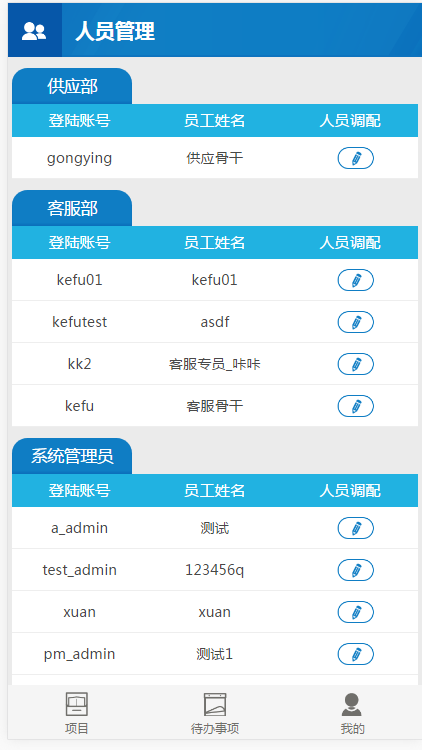 人员管理
供应部
登陆账号 员工姓名 人员调配
gongying 供应骨干
客服部
登陆账号 员工姓名 人员调配
kefu01 kefu01
kefutest asdf
kk2 客服专员_咔咔
kefu 客服骨干
系统管理员
登陆账号 员工姓名 人员调配
a_admin 测试
test_admin 123456q
xuan xuan
pm_admin 测试1
项目 待办事项 我的